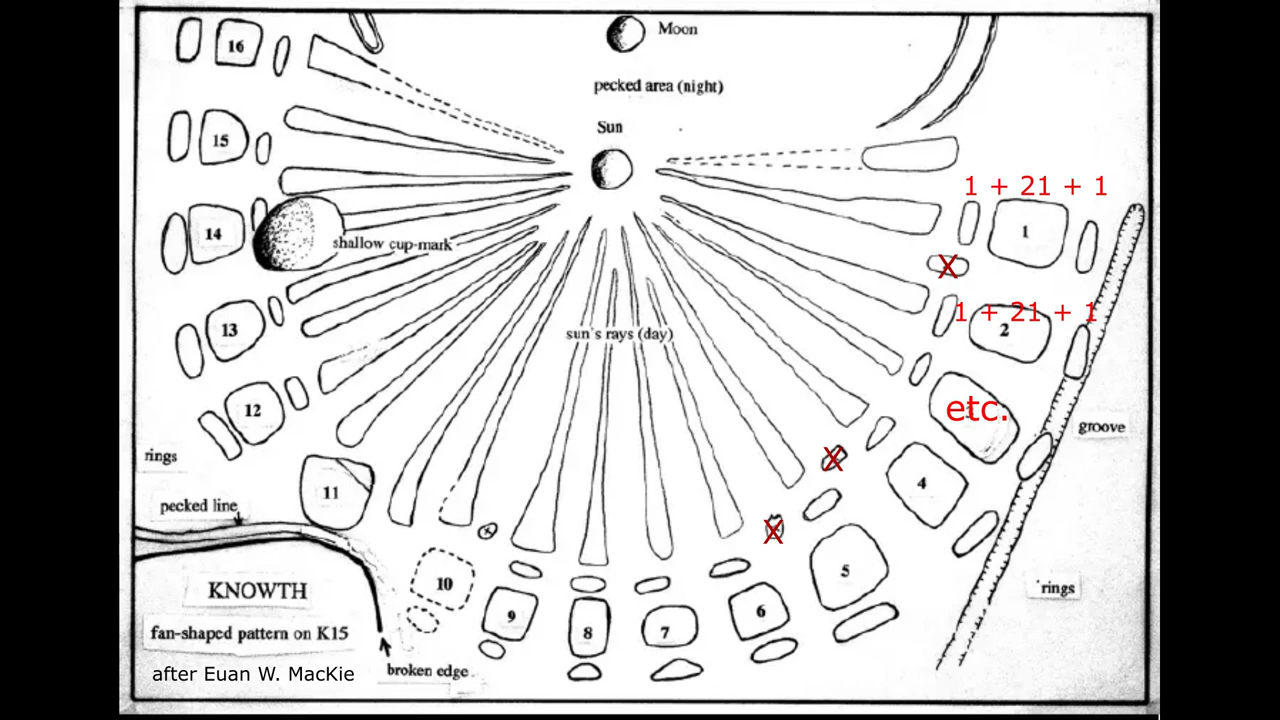 Moon
16
pecked area (night)
Sun
15
1 + 21 + 1
14
shallow cup-mark
1
X
13
sun's rays (day)
1 + 21 + 1
2
12
etc.
groove
rings
11
X
4
pecked line
X
10
5
KNOWTH
rings
9
8
7
6
fan-shaped pattern on K15
after Euan W. MacKie
broken edge